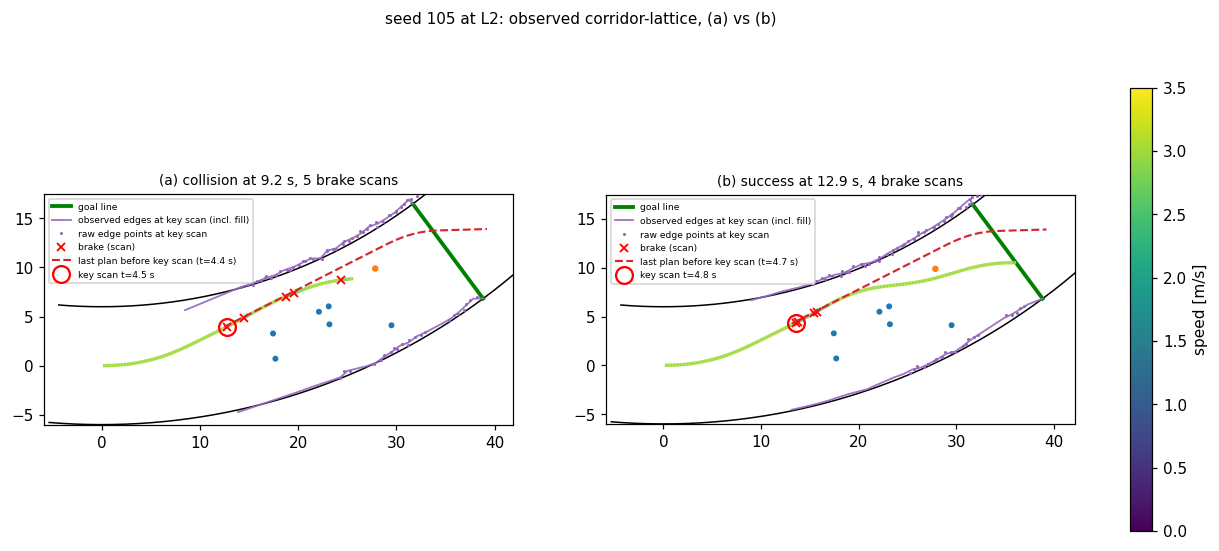 seed 105 at L2: observed corridor-lattice, (a) vs (b)
(a) collision at 9.2 s, 5 brake scans
goal line
observed edges at key scan (incl. fill)
raw edge points at key scan
brake (scan)
last plan before key scan (t=4.4 s)
key scan t=4.5 s
15
10
5
0
−5
0
10
20
30
40
(b) success at 12.9 s, 4 brake scans
goal line
observed edges at key scan (incl. fill)
raw edge points at key scan
brake (scan)
last plan before key scan (t=4.7 s)
key scan t=4.8 s
15
10
5
0
−5
0
10
20
30
40
3.5
3.0
2.5
2.0
1.5
1.0
0.5
0.0
speed [m/s]